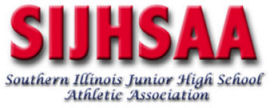 SIJHSAA
Southern Illinois Junior High School
Athletic Association